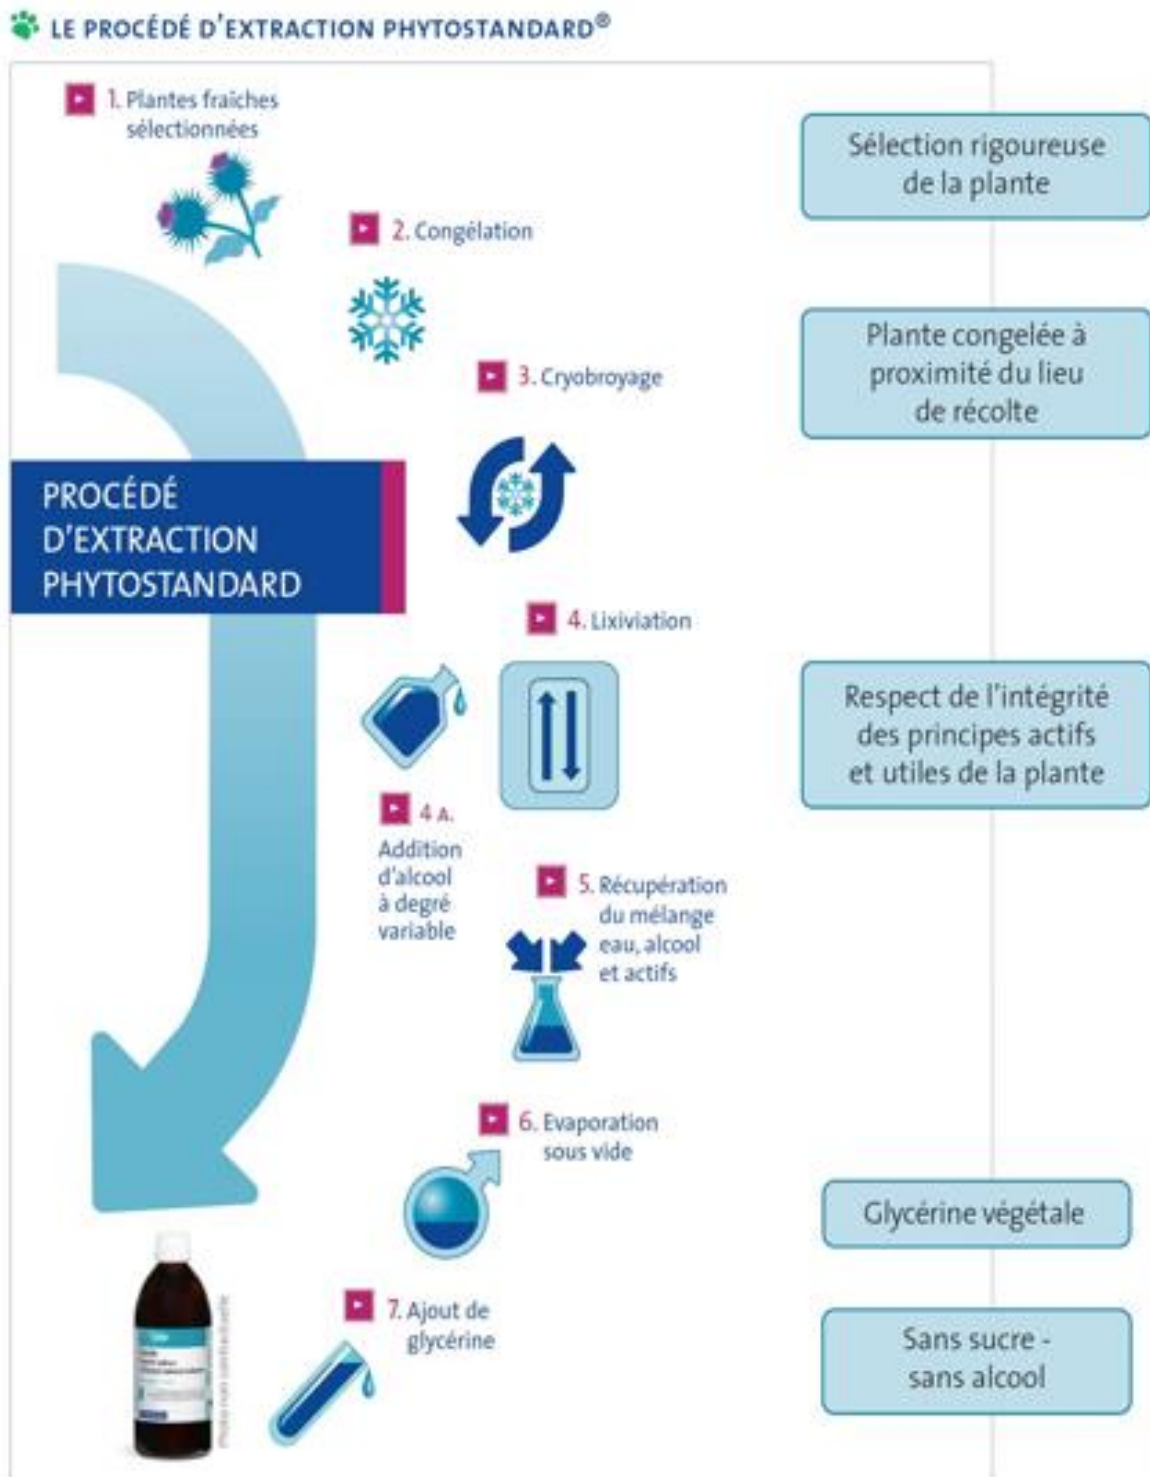 LE PROCÉDÉ D'EXTRACTION PHYTOSTANDARD®
1. Plantes fraîches
sélectionnées
Sélection rigoureuse
de la plante
2. Congélation
Plante congelée à
proximité du lieu
de récolte
3. Cryobroyage
PROCÉDÉ
D'EXTRACTION
PHYTOSTANDARD
4. Lixiviation
Respect de l'intégrité
des principes actifs
et utiles de la plante
4 A.
Addition
d'alcool
à degré
variable
5. Récupération
du mélange
eau, alcool
et actifs
6. Evaporation
sous vide
Glycérine végétale
7. Ajout de
glycérine
Sans sucre -
sans alcool
Photo non contractuelle